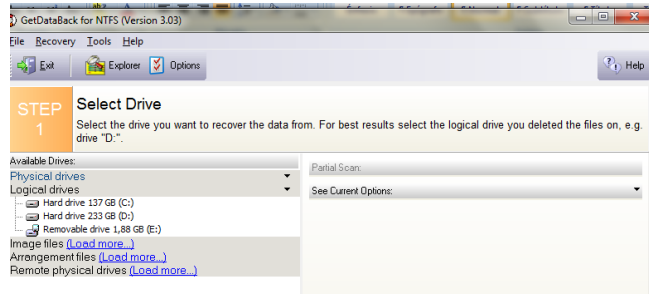 GetDataBack for NTFS (Version 3.03)
File Recovery Tools Help
Exit Explorer Options Help
STEP 1
Select Drive
Select the drive you want to recover the data from. For best results select the logical drive you deleted the files on, e.g.
drive "D:".
Available Drives:
Partial Scan:
Physical drives
Logical drives
See Current Options:
Hard drive 137 GB (C:)
Hard drive 233 GB (D:)
Removable drive 1,88 GB (E:)
Image files (Load more...)
Arrangement files (Load more...)
Remote physical drives (Load more...)